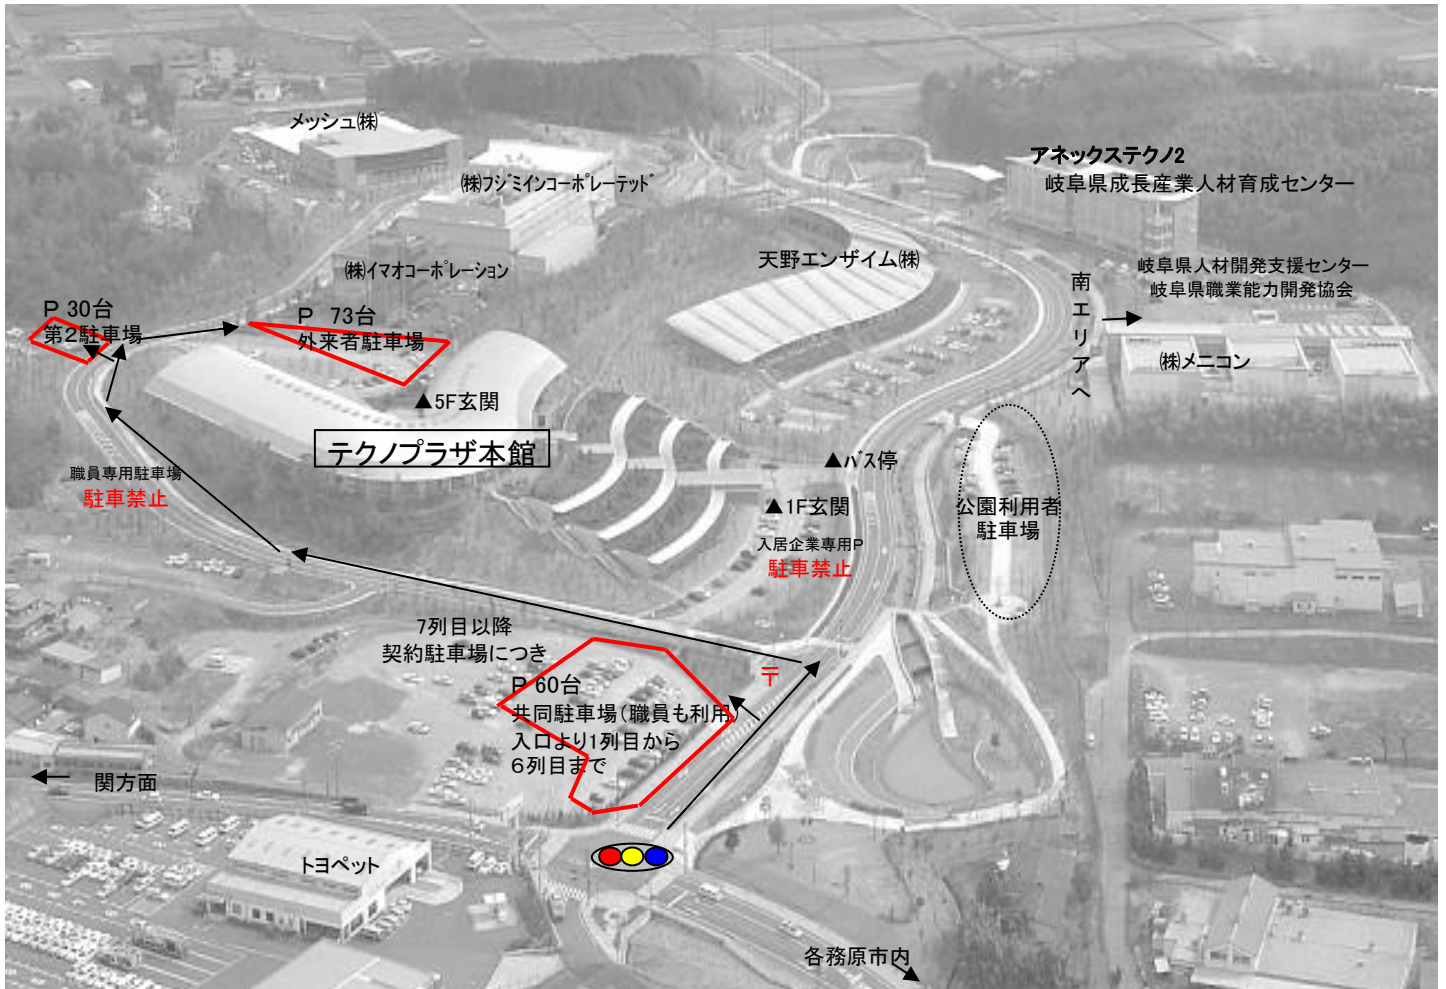 メッシュ㈱
㈱フジミインコーポレーテッド
アネックステクノ2
岐阜県成長産業人材育成センター
㈱イマオコーポレーション
天野エンザイム㈱
岐阜県人材開発支援センター
岐阜県職業能力開発協会
南エリアへ
㈱メニコン
P 30台
第2駐車場
P 73台
外来者駐車場
▲5F玄関
テクノプラザ本館
▲バス停
職員専用駐車場
駐車禁止
▲1F玄関
入居企業専用P
駐車禁止
公園利用者
駐車場
7列目以降
契約駐車場につき
〒
P 60台
共同駐車場(職員も利用)
入口より1列目から
6列目まで
関方面
トヨペット
各務原市内